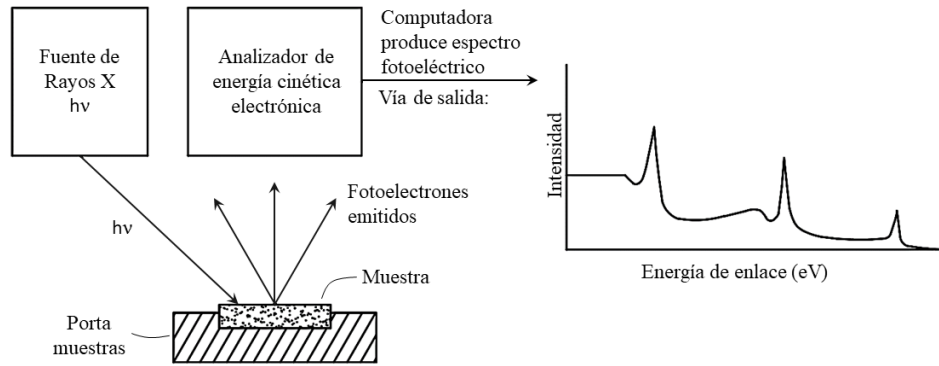 Fuente de
Rayos X
hν
Analizador de
energía cinética
electrónica
Computadora
produce espectro
fotoeléctrico
Vía de salida:
hν
Fotoelectrones
emitidos
Muestra
Porta
muestras
Intensidad
Energía de enlace (eV)